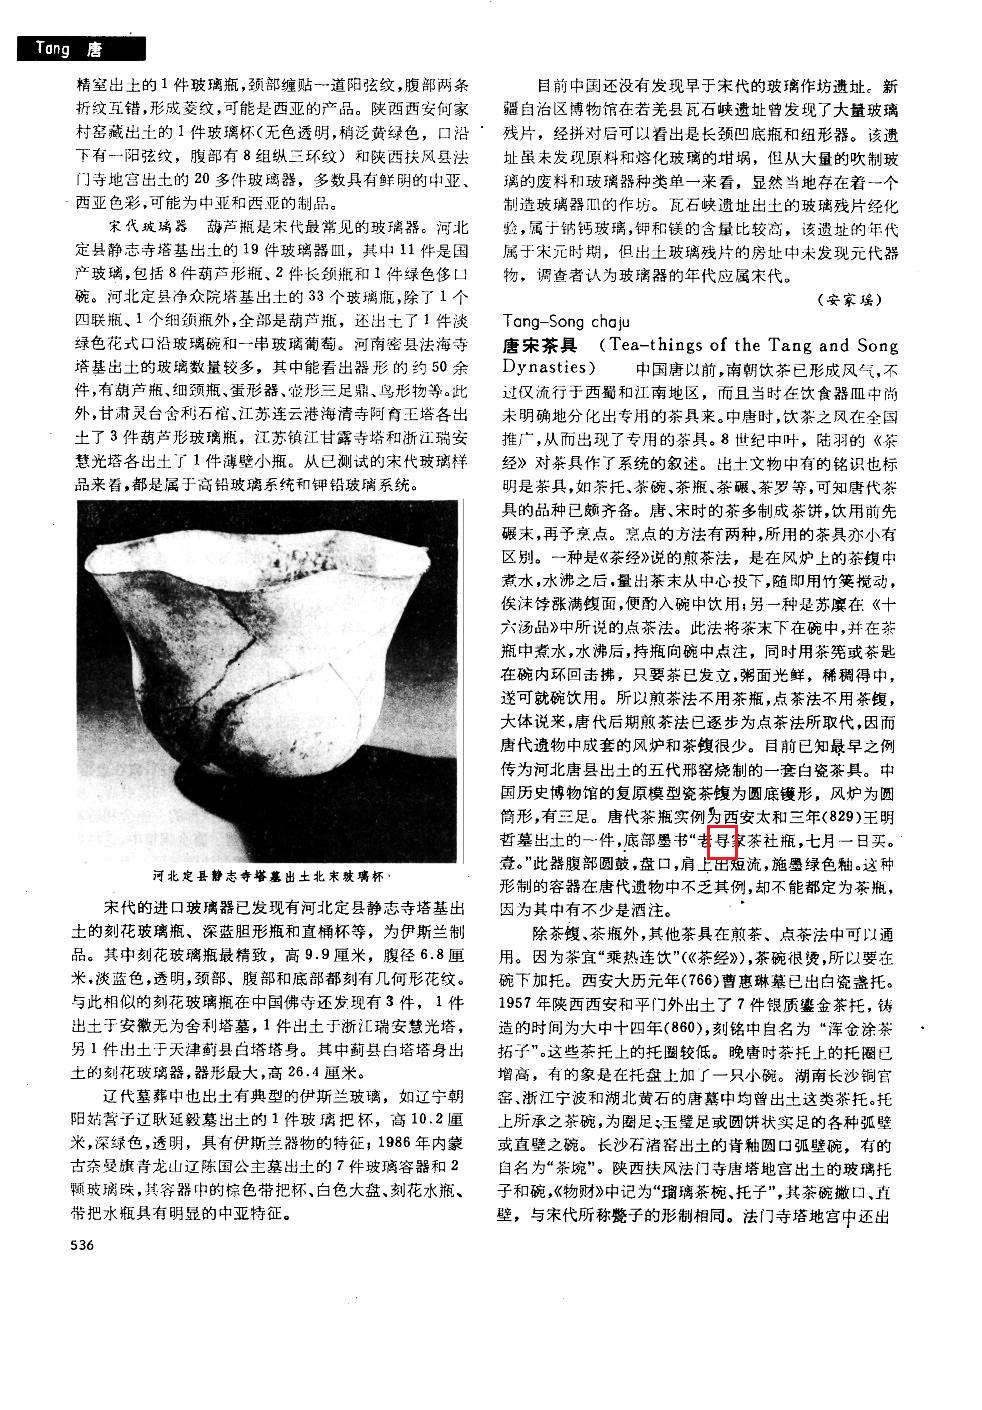 Tang 唐
精室出土的1件玻璃瓶,颈部缠贴一道阳弦纹,腹部两条
折纹互错,形成菱纹,可能是西亚的产品。陕西西安何家
村窑藏出土的1件玻璃杯(无色透明,稍泛黄绿色，口沿
下有一阳弦纹，腹部有8组纵三环纹）和陕西扶风县法
门寺地宫出土的20多件玻璃器，多数具有鲜明的中亚、
西亚色彩,可能为中亚和西亚的制品。
宋代玻璃器　葫芦瓶是宋代最常见的玻璃器。河北
定县静志寺塔基出土的19件玻璃器皿，其中11件是国
产玻璃,包括8件葫芦形瓶、2件长颈瓶和1件绿色侈口
碗。河北定县净众院塔基出土的33个玻璃瓶,除了1个
四联瓶、1个细颈瓶外,全部是葫芦瓶，还出土了1件淡
绿色花式口沿玻璃碗和一串玻璃葡萄。河南密县法海寺
塔基出土的玻璃数量较多，其中能看出器形的约50余
件,有葫芦瓶、细颈瓶、蛋形器、壶形三足鼎、鸟形物等。此
外,甘肃灵台舍利石棺、江苏连云港海清寺阿育王塔各出
土了3件葫芦形玻璃瓶，江苏镇江甘露寺塔和浙江瑞安
慧光塔各出土了1件薄壁小瓶。从已测试的宋代玻璃样
品来看,都是属于高铅玻璃系统和钾铅玻璃系统。
河北定县静志寺塔基出土北宋玻璃杯
宋代的进口玻璃器已发现有河北定县静志寺塔基出
土的刻花玻璃瓶、深蓝胆形瓶和直桶杯等，为伊斯兰制
品。其中刻花玻璃瓶最精致，高9.9厘米，腹径6.8厘
米,淡蓝色,透明,颈部、腹部和底部都刻有几何形花纹。
与此相似的刻花玻璃瓶在中国佛寺还发现有3件，1件
出土于安徽无为舍利塔墓,1件出土于浙江瑞安慧光塔,
另1件出土于天津蓟县白塔塔身。其中蓟县白塔塔身出
土的刻花玻璃器,器形最大,高26.4厘米。
辽代墓葬中也出土有典型的伊斯兰玻璃，如辽宁朝
阳姑营子辽耿延毅墓出土的1件玻璃把杯，高10.2厘
米,深绿色,透明，具有伊斯兰器物的特征；1986年内蒙
古奈曼旗青龙山辽陈国公主墓出土的7件玻璃容器和2
颗玻璃珠,其容器中的棕色带把杯、白色大盘、刻花水瓶、
带把水瓶具有明显的中亚特征。
536
目前中国还没有发现早于宋代的玻璃作坊遗址。新
疆自治区博物馆在若羌县瓦石峡遗址曾发现了大量玻璃
残片，经拼对后可以看出是长颈凹底瓶和纽形器。该遗
址虽未发现原料和熔化玻璃的坩埚，但从大量的吹制玻
璃的废料和玻璃器种类单一来看，显然当地存在着一个
制造玻璃器皿的作坊。瓦石峡遗址出土的玻璃残片经化
验,属于钠钙玻璃,钾和镁的含量比较高，该遗址的年代
属于宋元时期，但出土玻璃残片的房址中未发现元代器
物，调查者认为玻璃器的年代应属宋代。
(安家瑶)
Tang-Song chaju
唐宋茶具　（Tea-things of the Tang and Song
Dynasties）　中国唐以前,南朝饮茶已形成风气,不
过仅流行于西蜀和江南地区，而且当时在饮食器皿中尚
未明确地分化出专用的茶具来。中唐时,饮茶之风在全国
推广,从而出现了专用的茶具。8世纪中叶，陆羽的《茶
经》对茶具作了系统的叙述。出土文物中有的铭识也标
明是茶具,如茶托、茶碗、茶瓶、茶碾、茶罗等,可知唐代茶
具的品种已颇齐备。唐、宋时的茶多制成茶饼,饮用前先
碾末,再予烹点。烹点的方法有两种,所用的茶具亦小有
区别。一种是《茶经》说的煎茶法，是在风炉上的茶鍑中
煮水,水沸之后,量出茶末从中心投下,随即用竹筴搅动,
俟沫饽涨满鍑面,便酌入碗中饮用;另一种是苏廙在《十
六汤品》中所说的点茶法。此法将茶末下在碗中,并在茶
瓶中煮水,水沸后,持瓶向碗中点注，同时用茶筅或茶匙
在碗内环回击拂，只要茶已发立,粥面光鲜，稀稠得中,
遂可就碗饮用。所以煎茶法不用茶瓶,点茶法不用茶鍑,
大体说来,唐代后期煎茶法已逐步为点茶法所取代,因而
唐代遗物中成套的风炉和茶鍑很少。目前已知最早之例
传为河北唐县出土的五代邢窑烧制的一套白瓷茶具。中
国历史博物馆的复原模型瓷茶鍑为圆底镬形，风炉为圆
筒形,有三足。唐代茶瓶实例为西安太和三年(829)王明
哲墓出土的一件,底部墨书“老寻家茶社瓶,七月一日买。
壹。”此器腹部圆鼓,盘口,肩上出短流,施墨绿色釉。这种
形制的容器在唐代遗物中不乏其例,却不能都定为茶瓶,
因为其中有不少是酒注。
除茶鍑、茶瓶外,其他茶具在煎茶、点茶法中可以通
用。因为茶宜“乘热连饮”(《茶经》),茶碗很烫,所以要在
碗下加托。西安大历元年(766)曹惠琳墓已出白瓷盏托。
1957年陕西西安和平门外出土了7件银质鎏金茶托，铸
造的时间为大中十四年(860),刻铭中自名为“浑金涂茶
拓子”。这些茶托上的托圈较低。晚唐时茶托上的托圈已
增高，有的象是在托盘上加了一只小碗。湖南长沙铜官
窑、浙江宁波和湖北黄石的唐墓中均曾出土这类茶托。托
上所承之茶碗,为圈足;玉璧足或圆饼状实足的各种弧壁
或直壁之碗。长沙石渚窑出土的青釉圆口弧壁碗，有的
自名为“茶埦”。陕西扶风法门寺唐塔地宫出土的玻璃托
子和碗,《物财》中记为“瑠璃茶椀、托子”,其茶碗撇口、直
壁，与宋代所称甖子的形制相同。法门寺塔地宫中还出